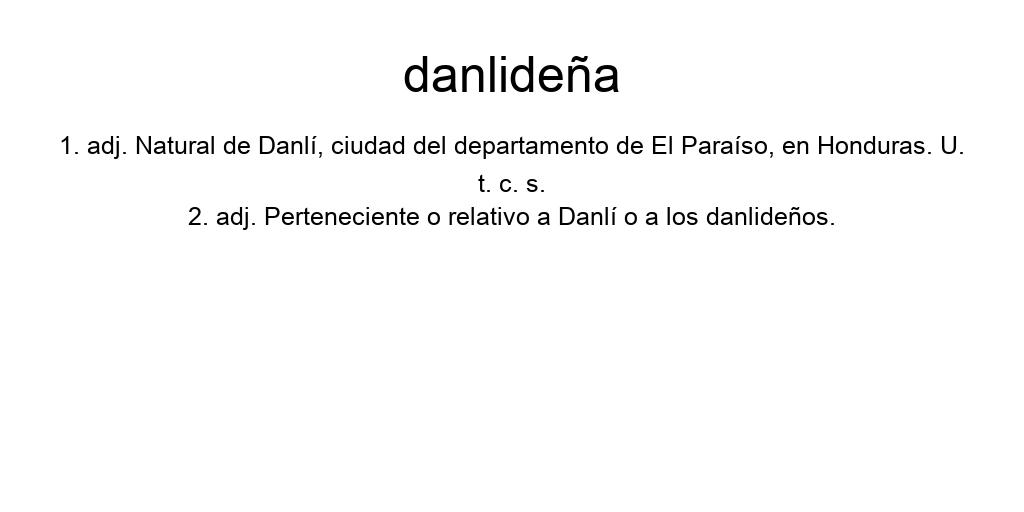 danlideña
1. adj. Natural de Danlí, ciudad del departamento de El Paraíso, en Honduras. U.
t. c. s.
2. adj. Perteneciente o relativo a Danlí o a los danlideños.